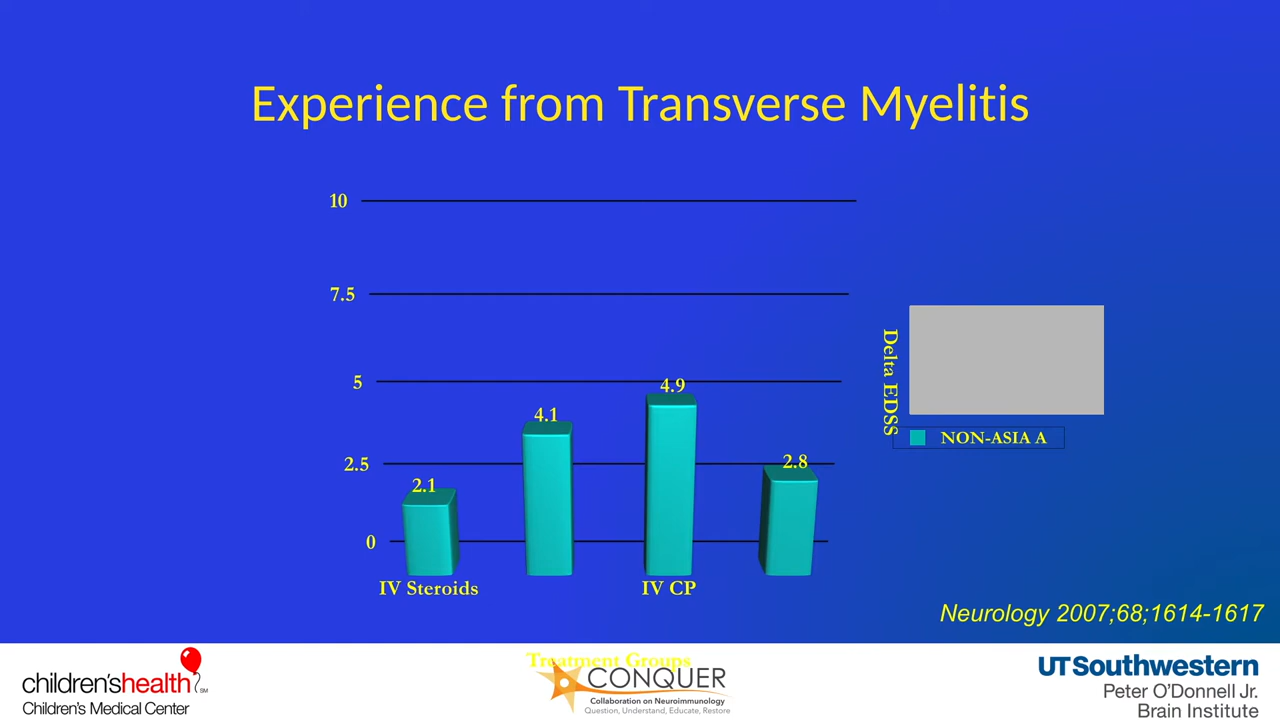 Experience from Transverse Myelitis
10
7.5
5
2.5
0
2.1
4.1
4.9
2.8
IV Steroids
IV CP
Treatment Groups
Delta EDSS
NON-ASIA A
Neurology 2007;68;1614-1617
children'shealth SM
Children's Medical Center
CONQUER
Collaboration on Neuroimmunology
Question, Understand, Educate, Restore
UTSouthwestern
Peter O'Donnell Jr.
Brain Institute